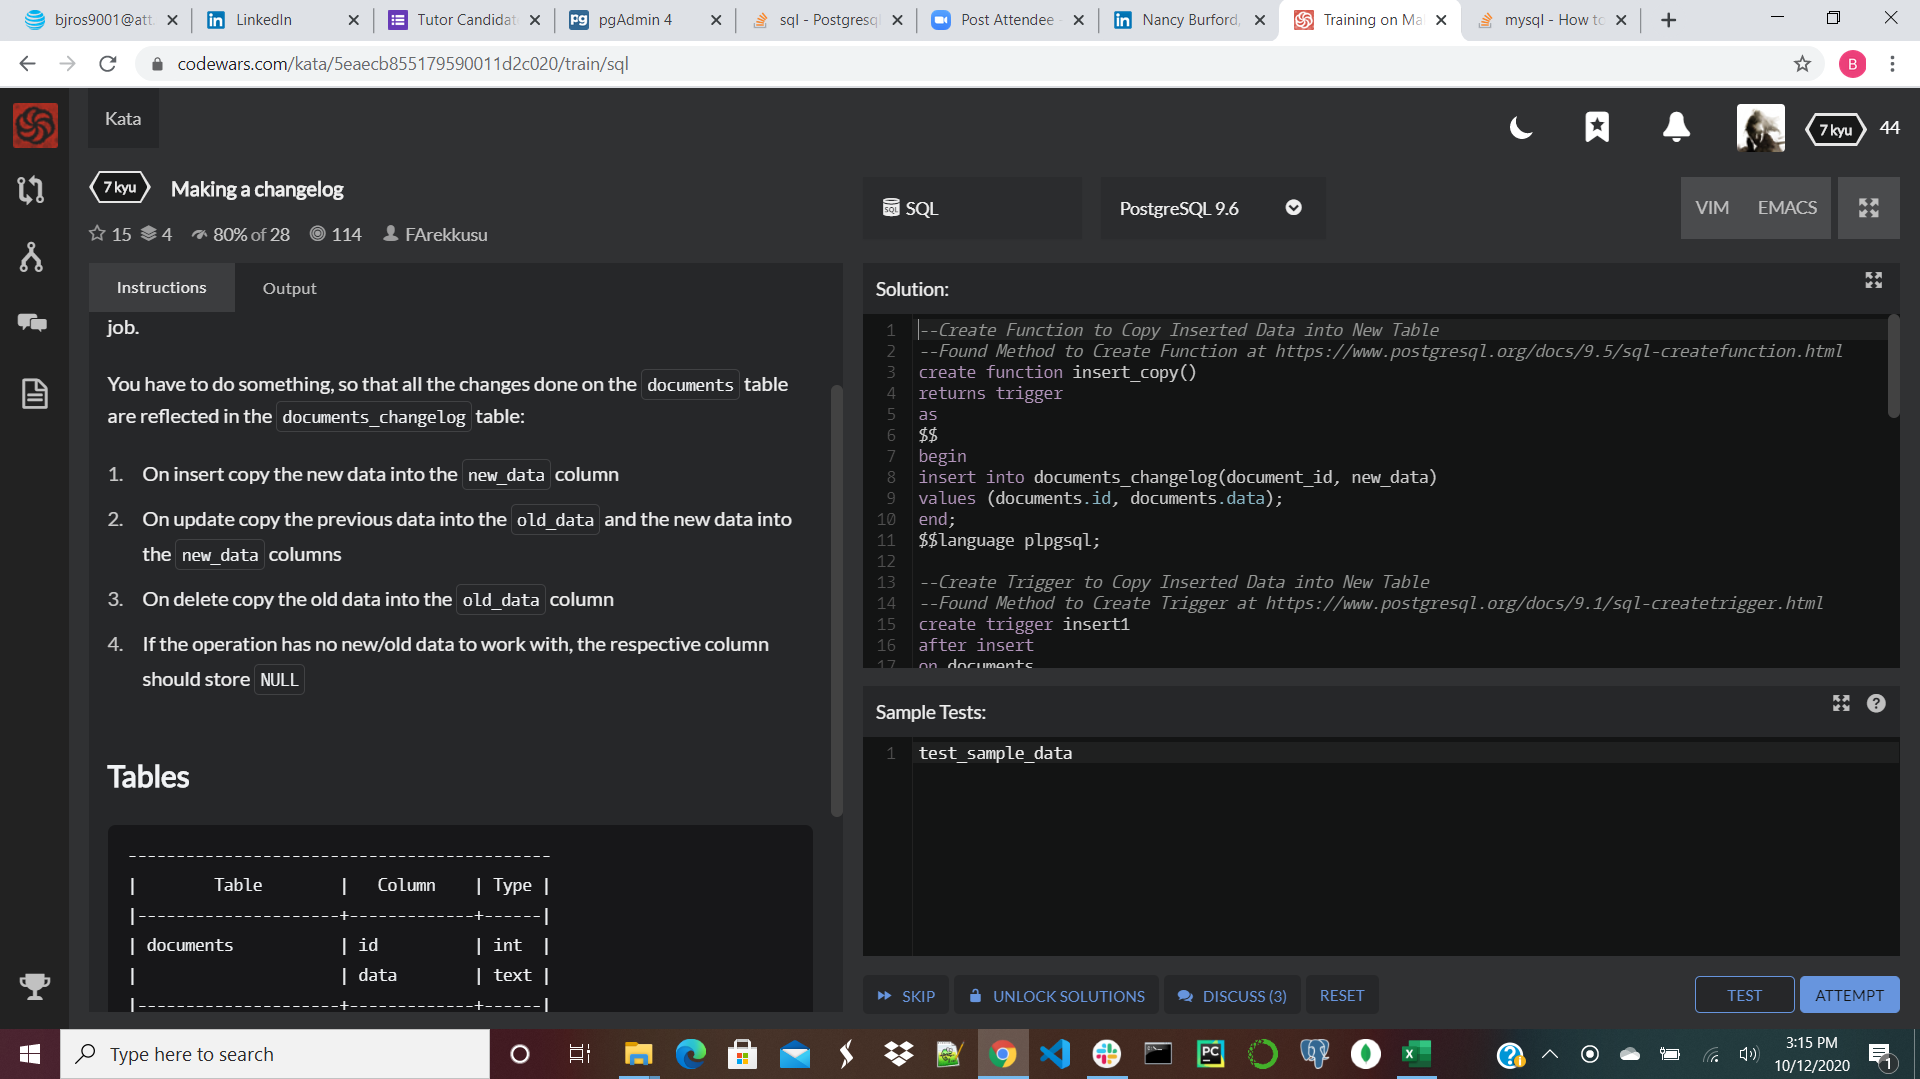 bjros9001@att.
LinkedIn
Tutor Candidat
pgAdmin 4
sql - Postgresql
Post Attendee -
Nancy Burford,
Training on Ma
mysql - How to
codewars.com/kata/5eaecb855179590011d2c020/train/sql
B
Kata
7 kyu
44
7 kyu Making a changelog
15 4 80% of 28 114 FArekkusu
SQL
PostgreSQL 9.6
VIM EMACS
Instructions Output
job.
You have to do something, so that all the changes done on the documents table
are reflected in the documents_changelog table:
1. On insert copy the new data into the new_data column
2. On update copy the previous data into the old_data and the new data into
the new_data columns
3. On delete copy the old data into the old_data column
4. If the operation has no new/old data to work with, the respective column
should store NULL
Tables
--------------------------------------------
| Table | Column | Type |
|---------------------+-------------+------|
| documents | id | int |
| | data | text |
|---------------------+-------------+------|
Solution:
1 --Create Function to Copy Inserted Data into New Table
2 --Found Method to Create Function at https://www.postgresql.org/docs/9.5/sql-createfunction.html
3 create function insert_copy()
4 returns trigger
5 as
6 $$
7 begin
8 insert into documents_changelog(document_id, new_data)
9 values (documents.id, documents.data);
10 end;
11 $$language plpgsql;
12
13 --Create Trigger to Copy Inserted Data into New Table
14 --Found Method to Create Trigger at https://www.postgresql.org/docs/9.1/sql-createtrigger.html
15 create trigger insert1
16 after insert
17 on documents
Sample Tests:
1 test_sample_data
SKIP
UNLOCK SOLUTIONS
DISCUSS (3)
RESET
TEST
ATTEMPT
Type here to search
3:15 PM
10/12/2020
1